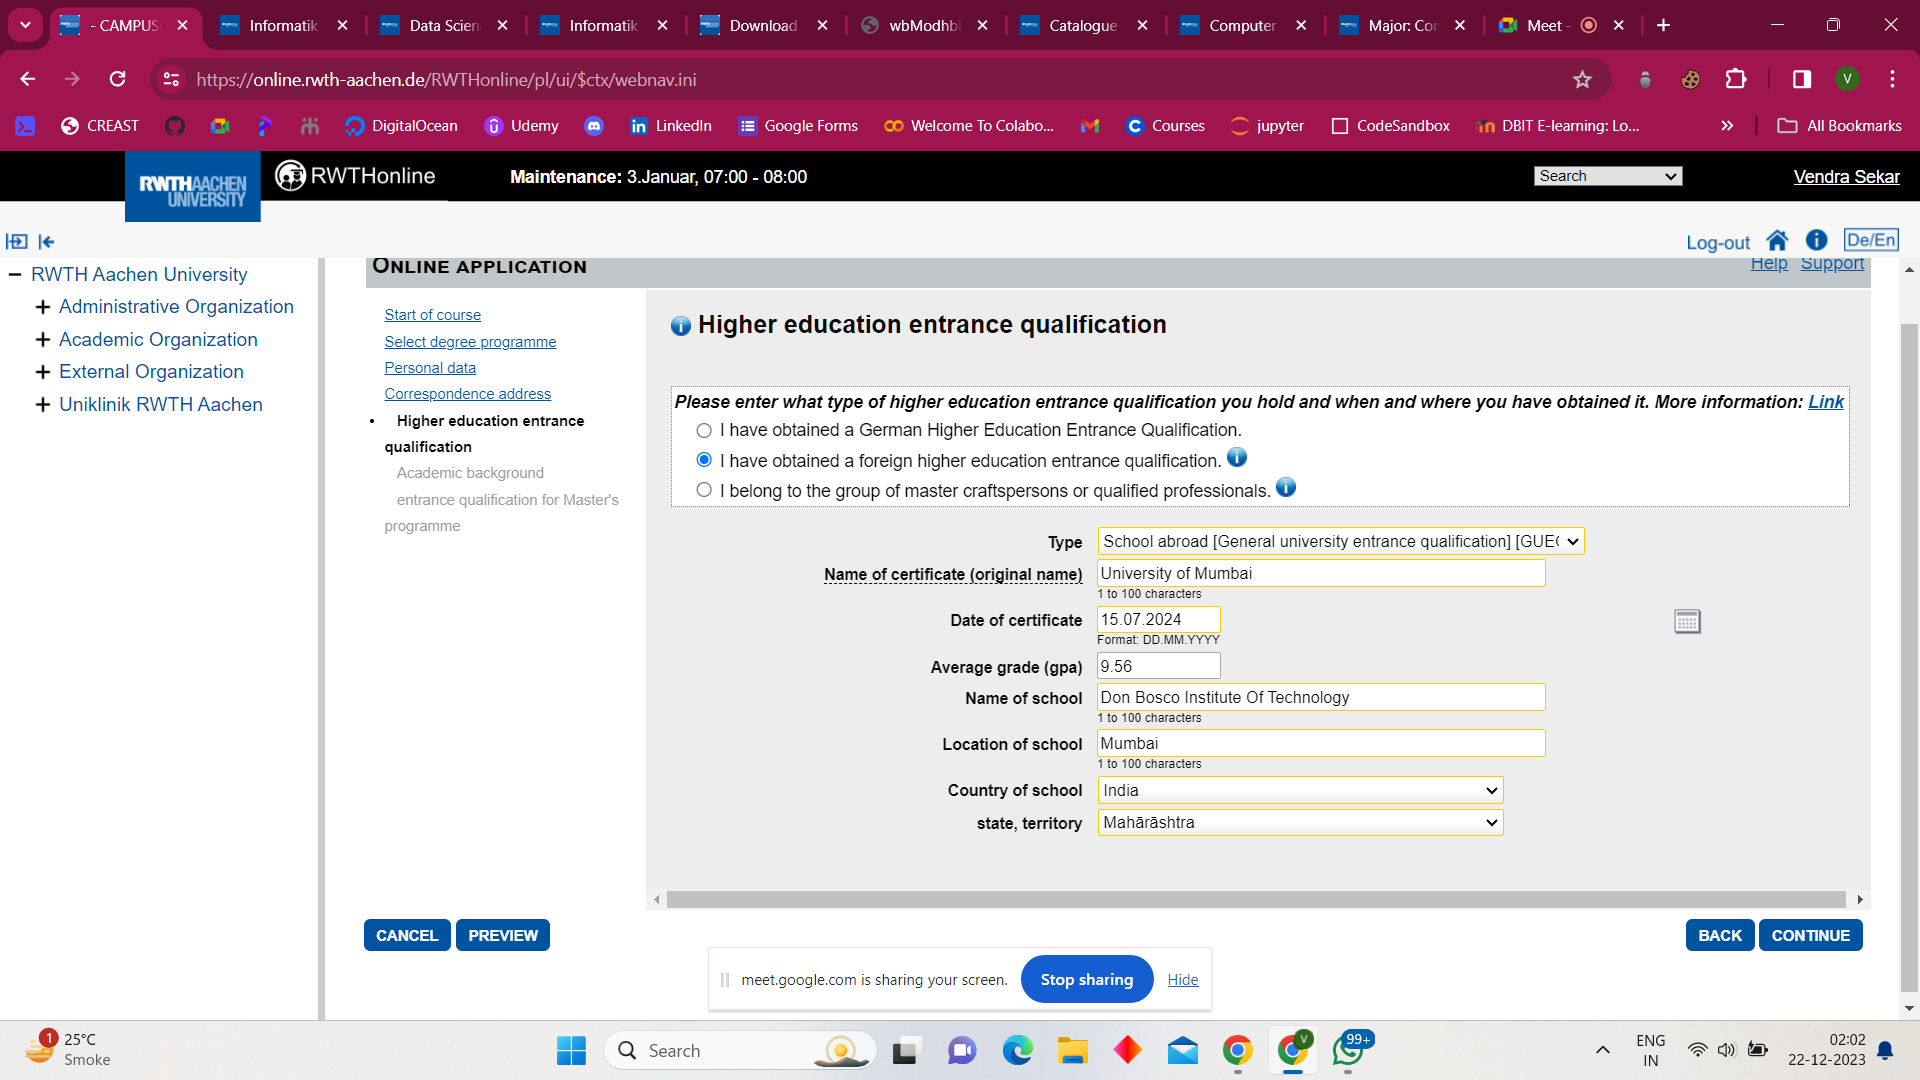 - CAMPUS
Informatik
Data Scien
Informatik
Download
wbModhbl
Catalogue
Computer
Major: Cor
Meet -
https://online.rwth-aachen.de/RWTHonline/pl/ui/$ctx/webnav.ini
V
CREAST
DigitalOcean
Udemy
LinkedIn
Google Forms
Welcome To Colabo...
Courses
jupyter
CodeSandbox
DBIT E-learning: Lo...
All Bookmarks
RWTHAACHEN
UNIVERSITY
RWTHonline
Maintenance: 3.Januar, 07:00 - 08:00
Search
Vendra Sekar
Log-out
De/En
RWTH Aachen University
Administrative Organization
Academic Organization
External Organization
Uniklinik RWTH Aachen
ONLINE APPLICATION
Help Support
Start of course
Select degree programme
Personal data
Correspondence address
• Higher education entrance
qualification
Academic background
entrance qualification for Master's
programme
Higher education entrance qualification
Please enter what type of higher education entrance qualification you hold and when and where you have obtained it. More information: Link
I have obtained a German Higher Education Entrance Qualification.
I have obtained a foreign higher education entrance qualification.
I belong to the group of master craftspersons or qualified professionals.
Type School abroad [General university entrance qualification] [GUE
Name of certificate (original name) University of Mumbai
1 to 100 characters
Date of certificate 15.07.2024
Format: DD.MM.YYYY
Average grade (gpa) 9.56
Name of school Don Bosco Institute Of Technology
1 to 100 characters
Location of school Mumbai
1 to 100 characters
Country of school India
state, territory Mahārāshtra
CANCEL
PREVIEW
BACK
CONTINUE
meet.google.com is sharing your screen.
Stop sharing
Hide
1
25°C
Smoke
Search
V
99+
ENG
IN
02:02
22-12-2023